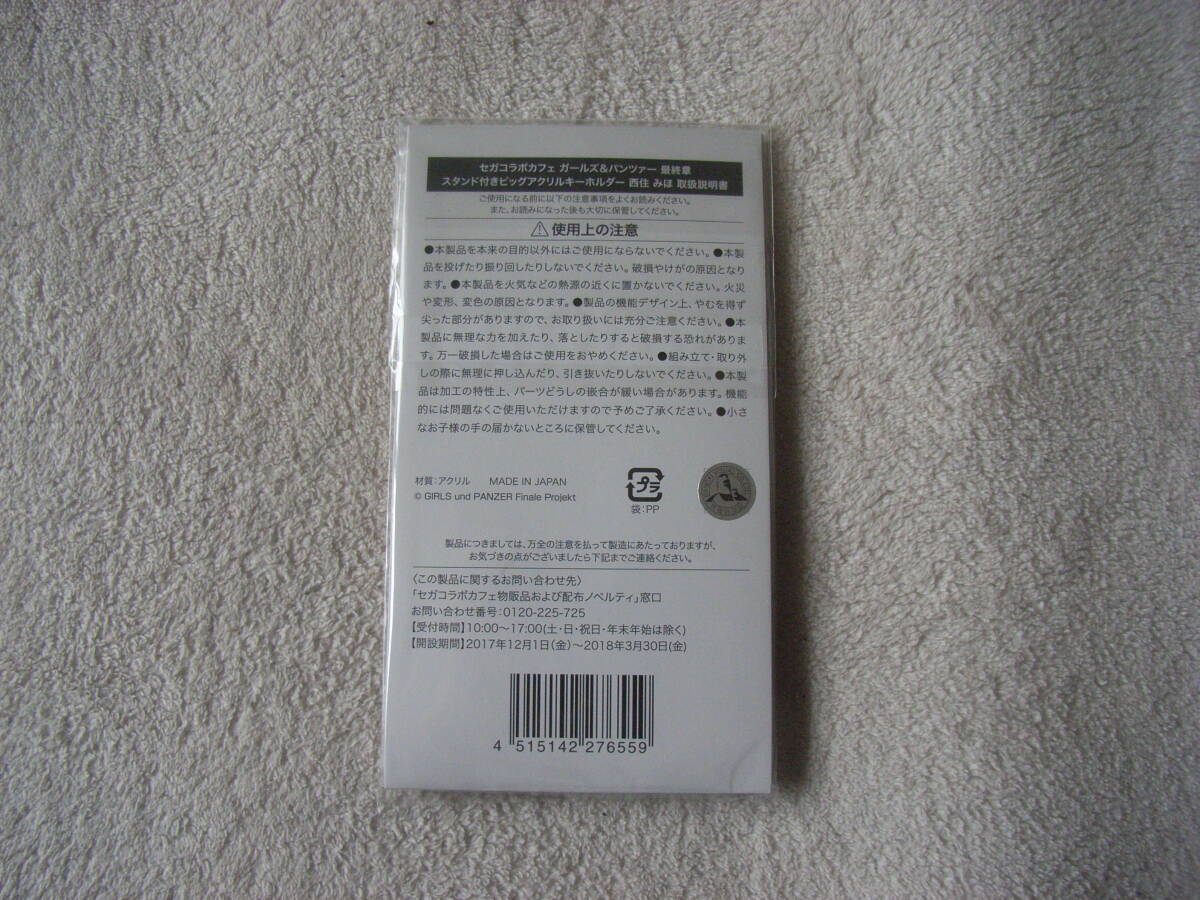 セガコラボカフェ ガールズ&パンツァー 最終章
スタンド付きビッグアクリルキーホルダー 西住 みほ 取扱説明書
ご使用になる前に以下の注意事項をよくお読みください。
また、お読みになった後も大切に保管してください。
使用上の注意
●本製品を本来の目的以外にはご使用にならないでください。●本製
品を投げたり振り回したりしないでください。破損やけがの原因となり
ます。●本製品を火気などの熱源の近くに置かないでください。火災
や変形、変色の原因となります。●製品の機能デザイン上、やむを得ず
尖った部分がありますので、お取り扱いには充分ご注意ください。●本
製品に無理な力を加えたり、落としたりすると破損する恐れがありま
す。万一破損した場合はご使用をおやめください。●組み立て・取り外
しの際に無理に押し込んだり、引き抜いたりしないでください。●本製
品は加工の特性上、パーツどうしの嵌合が緩い場合があります。機能
的には問題なくご使用いただけますので予めご了承ください。●小さ
なお子様の手の届かないところに保管してください。
材質:アクリル MADE IN JAPAN
© GIRLS und PANZER Finale Projekt
プラ
袋:PP
製品につきましては、万全の注意を払って製造にあたっておりますが、
お気づきの点がございましたら下記までご連絡ください。
〈この製品に関するお問い合わせ先〉
「セガコラボカフェ物販品および配布ノベルティ」窓口
お問い合わせ番号:0120-225-725
【受付時間】10:00〜17:00(土・日・祝日・年末年始は除く)
【開設期間】2017年12月1日(金)〜2018年3月30日(金)
4 515142 276559